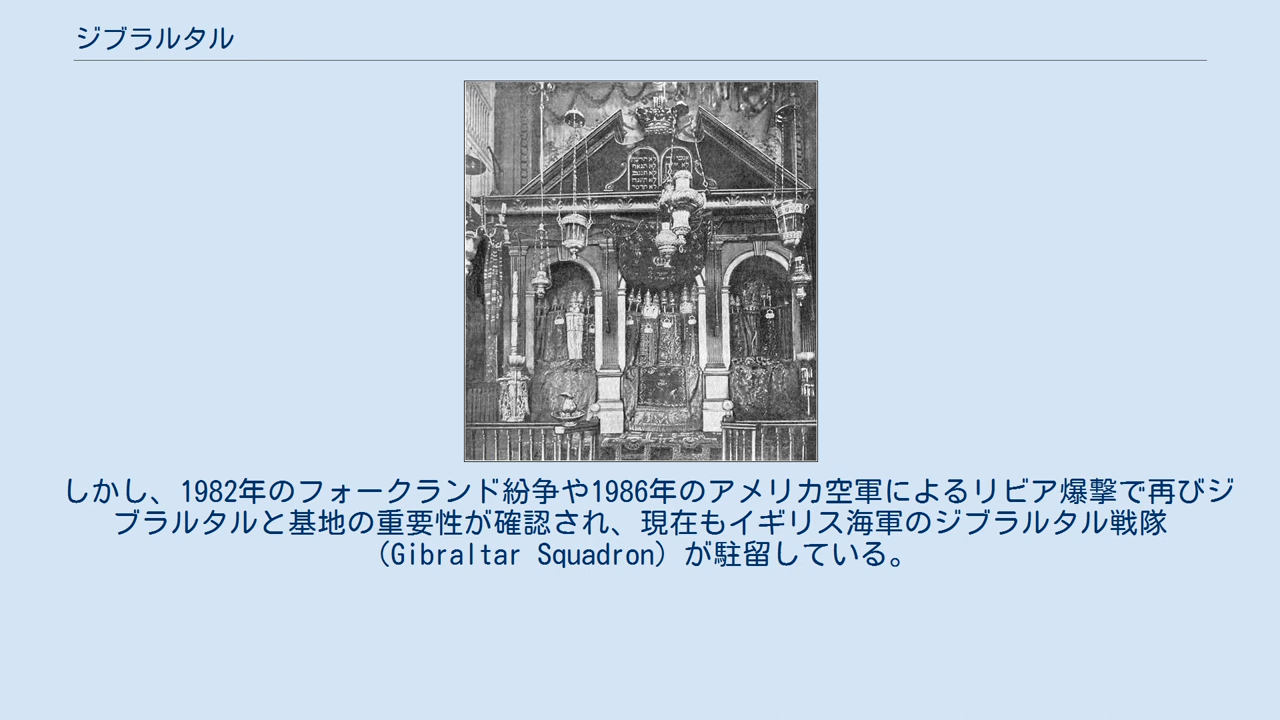 ジブラルタル
しかし、1982年のフォークランド紛争や1986年のアメリカ空軍によるリビア爆撃で再びジ
ブラルタルと基地の重要性が確認され、現在もイギリス海軍のジブラルタル戦隊
（Gibraltar Squadron）が駐留している。